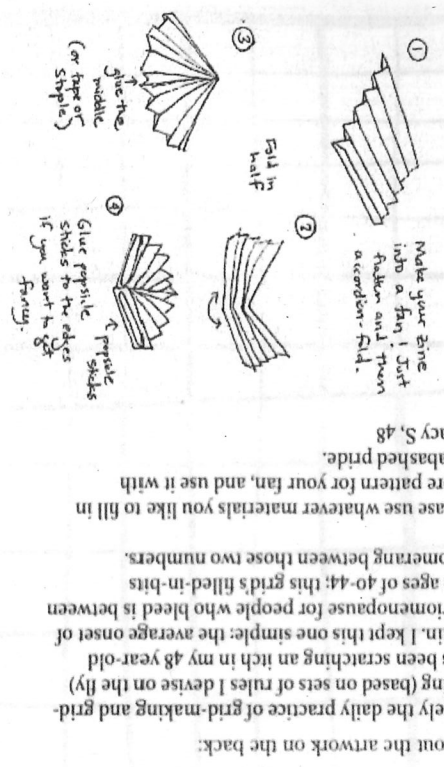 out the artwork on the back:
ely the daily practice of grid-making and grid-
ng (based on sets of rules I devise on the fly)
s been scratching an itch in my 48 year-old
in. I kept this one simple: the average onset of
riomenopause for people who bleed is between
ages of 40-44; this grid's filled-in-bits
omerang between those two numbers.
ase use whatever materials you like to fill in
re pattern for your fan, and use it with
abashed pride.
ncy S, 48
①
Make your zine
into a fan! Just
flatten and then
accordion-fold.
②
Fold in
half
③
glue the
middle
(or tape or
staple)
④
popsicle
sticks
Glue popsicle
sticks to the edges
if you want to get
fancy.